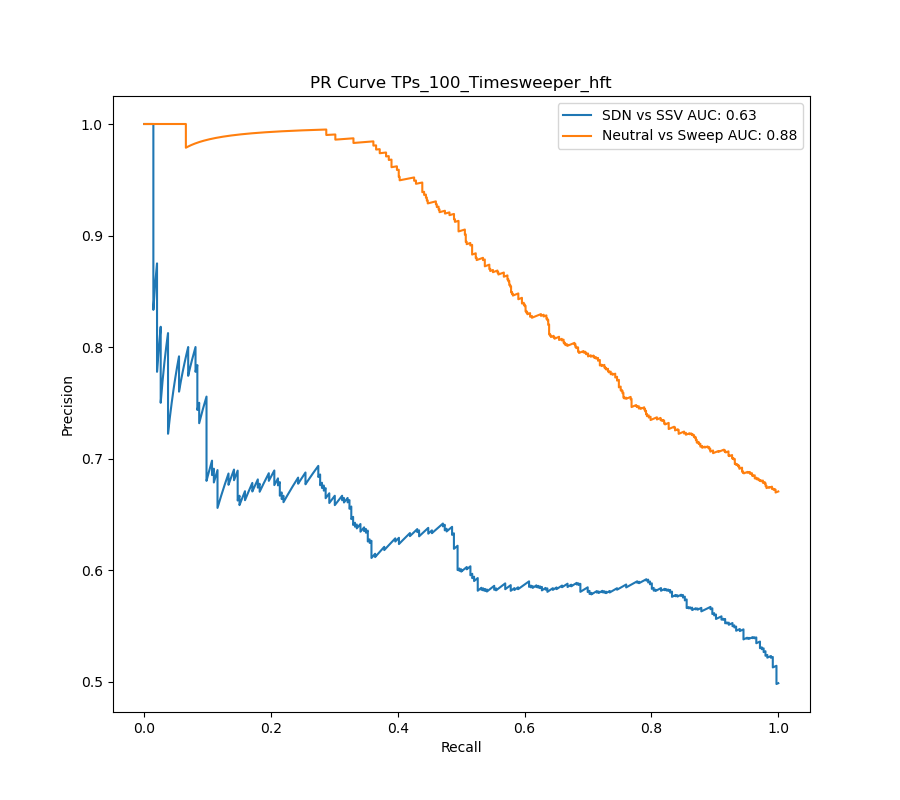 PR Curve TPs_100_Timesweeper_hft
SDN vs SSV AUC: 0.63
Neutral vs Sweep AUC: 0.88
1.0
0.9
0.8
0.7
0.6
0.5
Precision
0.0
0.2
0.4
0.6
0.8
1.0
Recall